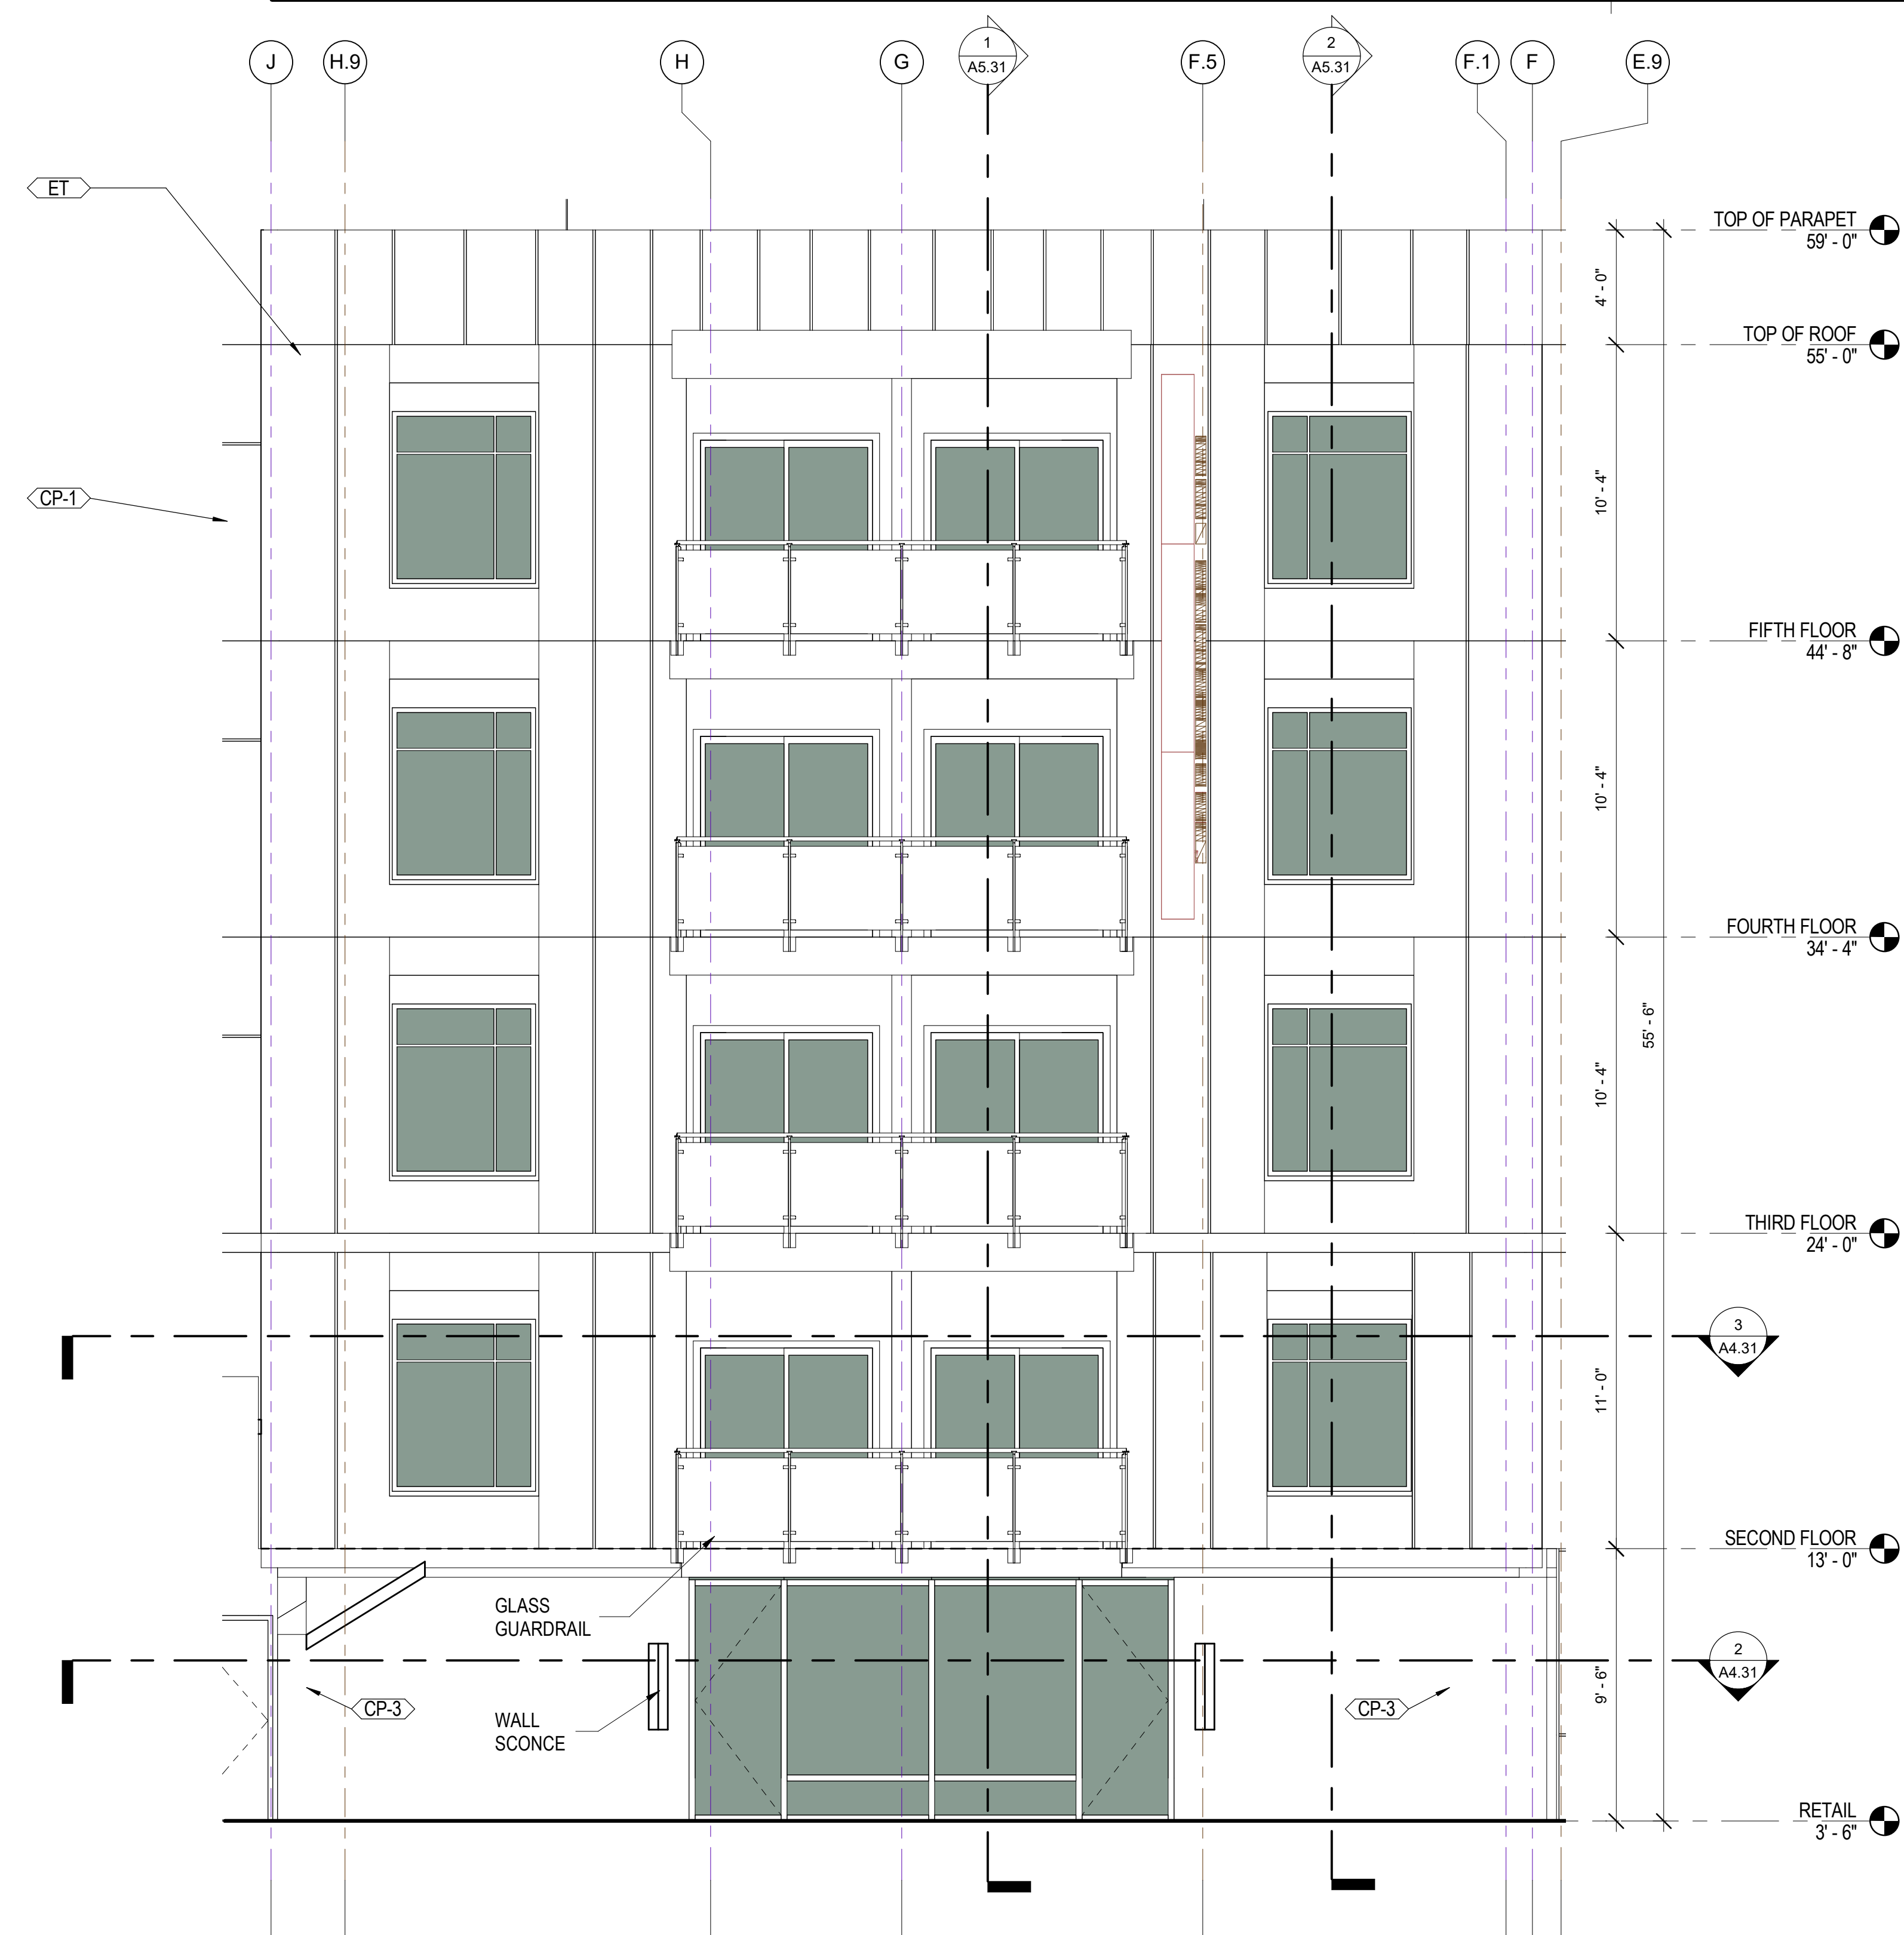 J
H.9
H
G
1
A5.31
F.5
2
A5.31
F.1
F
E.9
ET
TOP OF PARAPET
59' - 0"
4' - 0"
TOP OF ROOF
55' - 0"
CP-1
10' - 4"
FIFTH FLOOR
44' - 8"
10' - 4"
FOURTH FLOOR
34' - 4"
55' - 6"
10' - 4"
THIRD FLOOR
24' - 0"
3
A4.31
11' - 0"
SECOND FLOOR
13' - 0"
GLASS
GUARDRAIL
2
A4.31
9' - 6"
CP-3
CP-3
WALL
SCONCE
RETAIL
3' - 6"